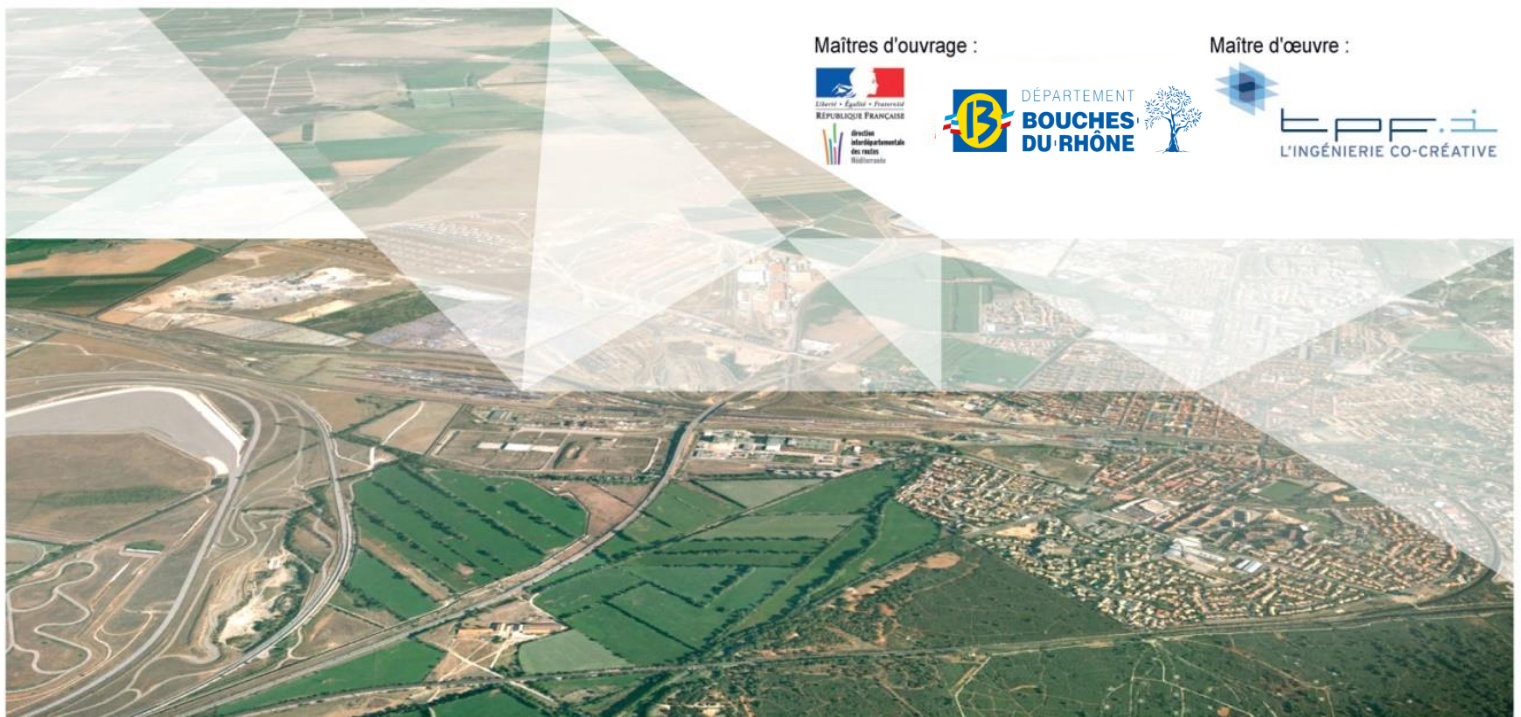 Maîtres d'ouvrage :
Maître d'œuvre :
Liberté • Égalité • Fraternité
RÉPUBLIQUE FRANÇAISE
direction
interdépartementale
des routes
Méditerranée
13
DÉPARTEMENT
BOUCHES
DU RHÔNE
tpf.i
L'INGÉNIERIE CO-CRÉATIVE